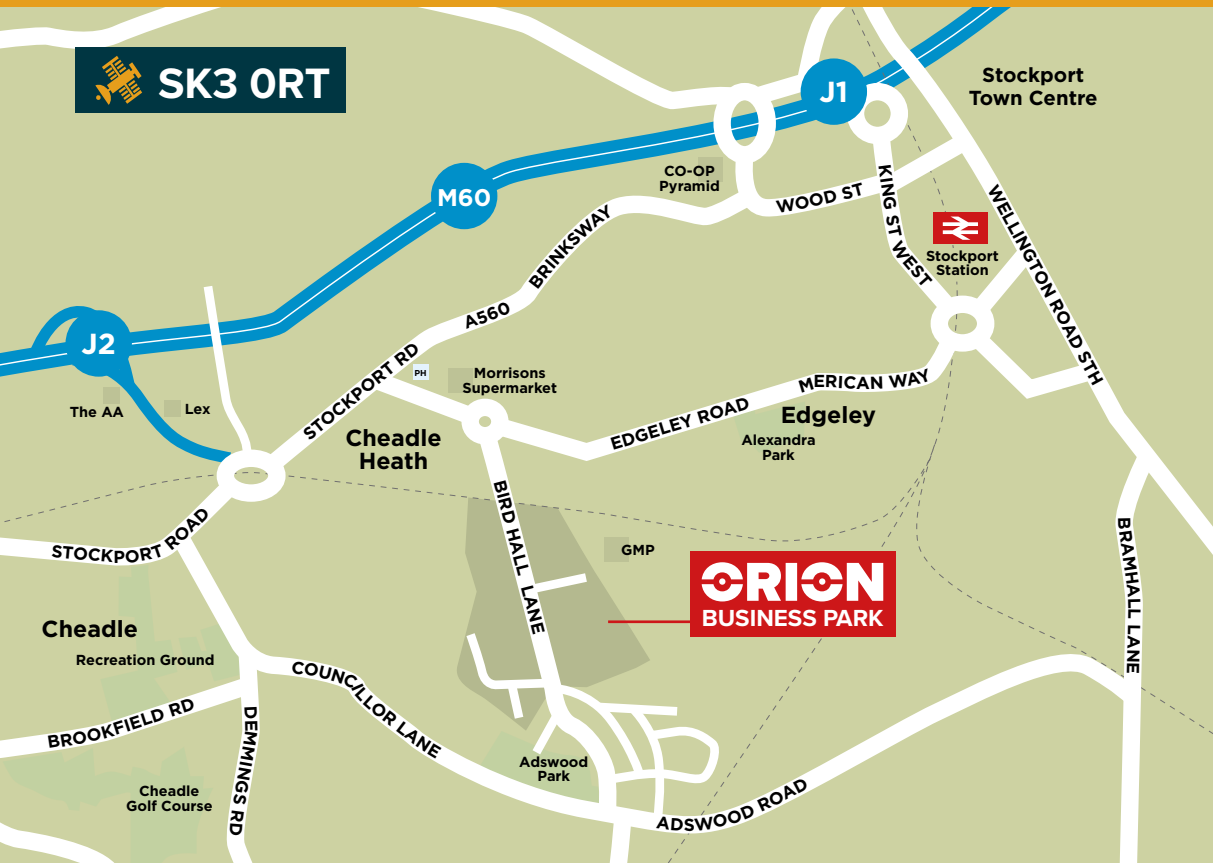 SK3 0RT
Stockport
Town Centre
J1
M60
CO-OP
Pyramid
WOOD ST
KING ST WEST
WELLINGTON ROAD STH
Stockport
Station
BRINKSWAY
A560
J2
The AA
Lex
STOCKPORT RD
PH
Morrisons
Supermarket
MERICAN WAY
EDGELEY ROAD
Edgeley
Alexandra
Park
Cheadle
Heath
BIRD HALL LANE
STOCKPORT ROAD
GMP
ORION
BUSINESS PARK
BRAMHALL LANE
Cheadle
Recreation Ground
COUNC/LLOR LANE
BROOKFIELD RD
DEMMINGS RD
Adswood
Park
Cheadle
Golf Course
ADSWOOD ROAD